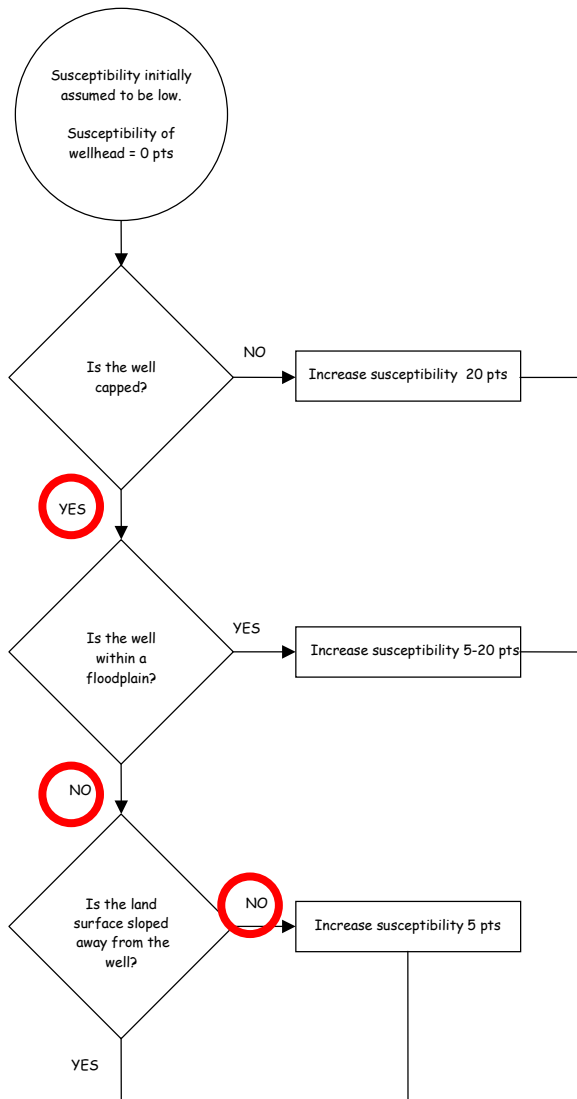 Susceptibility initially
assumed to be low.
Susceptibility of
wellhead = 0 pts
Is the well
capped?
NO
Increase susceptibility 20 pts
YES
Is the well
within a
floodplain?
YES
Increase susceptibility 5-20 pts
NO
Is the land
surface sloped
away from the
well?
NO
Increase susceptibility 5 pts
YES